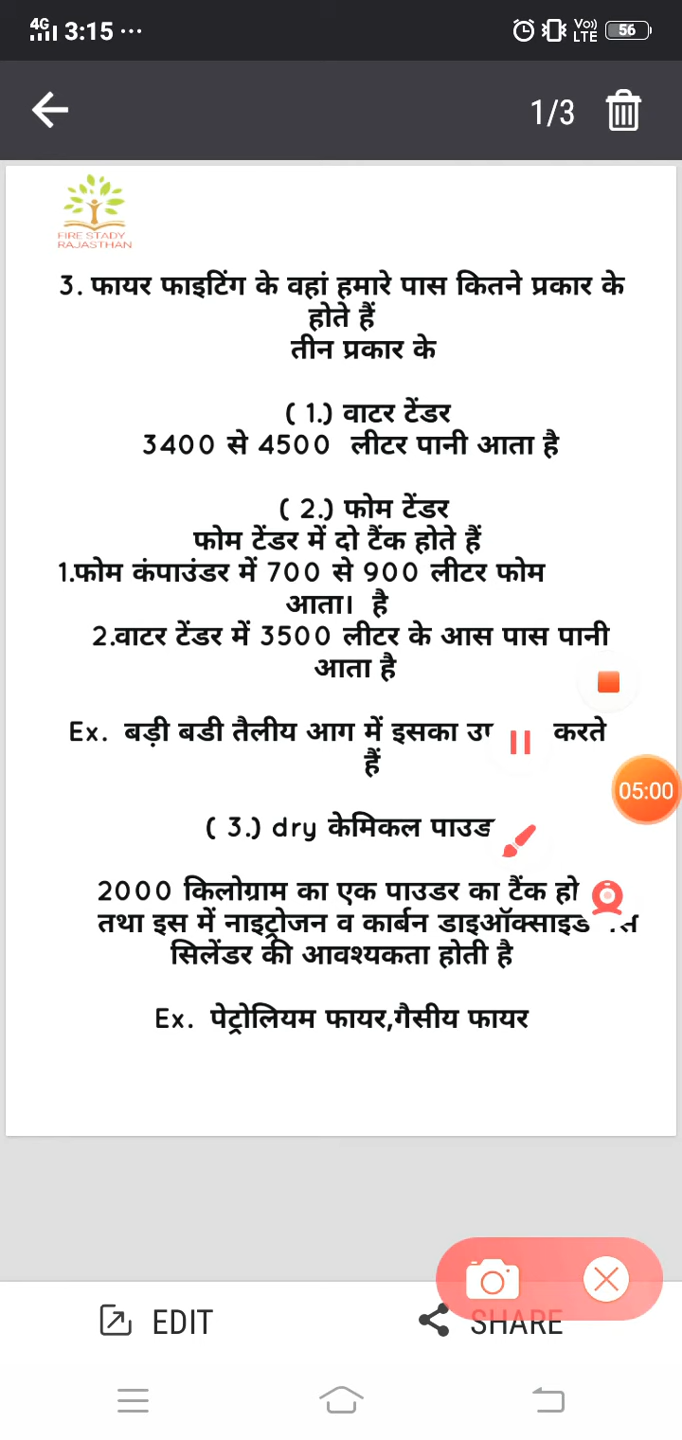 4G 3:15 ...
Vo)) LTE 56
1/3
FIRE STADY
RAJASTHAN
3. फायर फाइटिंग के वहां हमारे पास कितने प्रकार के
होते हैं
तीन प्रकार के
( 1.) वाटर टेंडर
3400 से 4500 लीटर पानी आता है
( 2.) फोम टेंडर
फोम टेंडर में दो टैंक होते हैं
1.फोम कंपाउंडर में 700 से 900 लीटर फोम
आता। है
2.वाटर टेंडर में 3500 लीटर के आस पास पानी
आता है
Ex. बड़ी बडी तैलीय आग में इसका करते
हैं
05:00
( 3.) dry केमिकल
2000 किलोग्राम का एक पाउडर का टैंक हो
तथा इस में नाइट्रोजन व कार्बन डाइऑक्साइड
सिलेंडर की आवश्यकता होती है
Ex. पेट्रोलियम फायर,गैसीय फायर
EDIT
SHARE